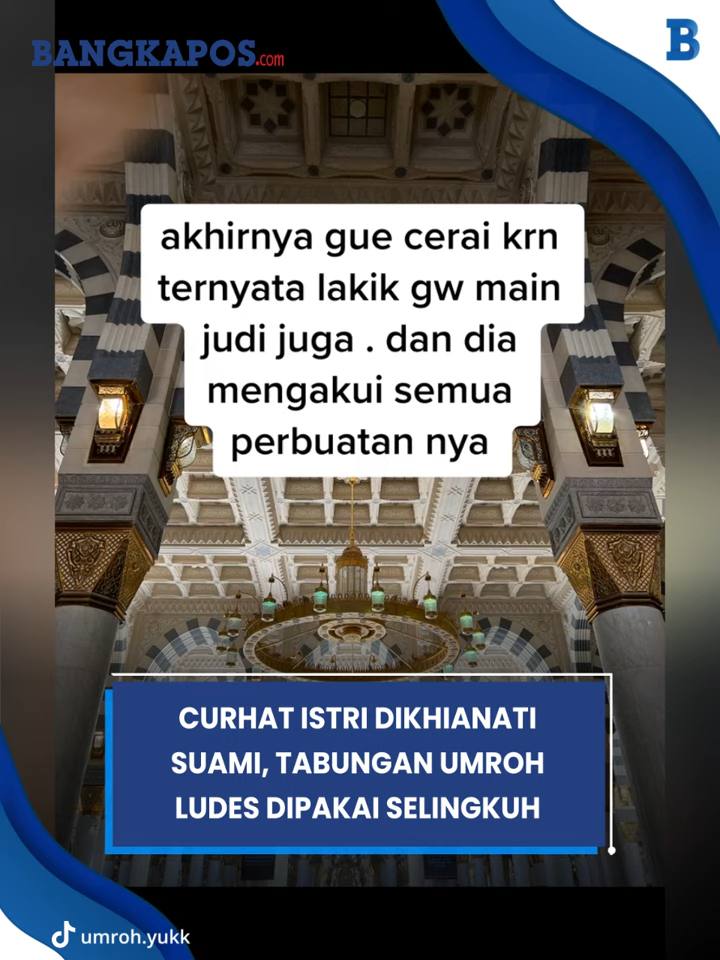 BANGKAPOS.com
B
akhirnya gue cerai krn
ternyata lakik gw main
judi juga . dan dia
mengakui semua
perbuatan nya
CURHAT ISTRI DIKHIANATI
SUAMI, TABUNGAN UMROH
LUDES DIPAKAI SELINGKUH
umroh.yukk